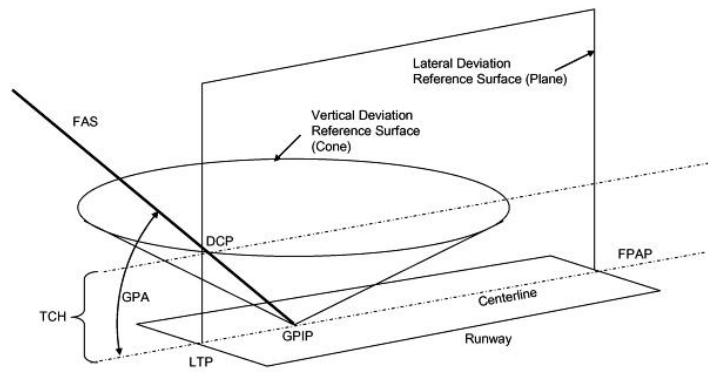 Lateral Deviation
Reference Surface (Plane)
FAS
Vertical Deviation
Reference Surface
(Cone)
DCP
FPAP
GPA
Centerline
TCH
GPIP
Runway
LTP